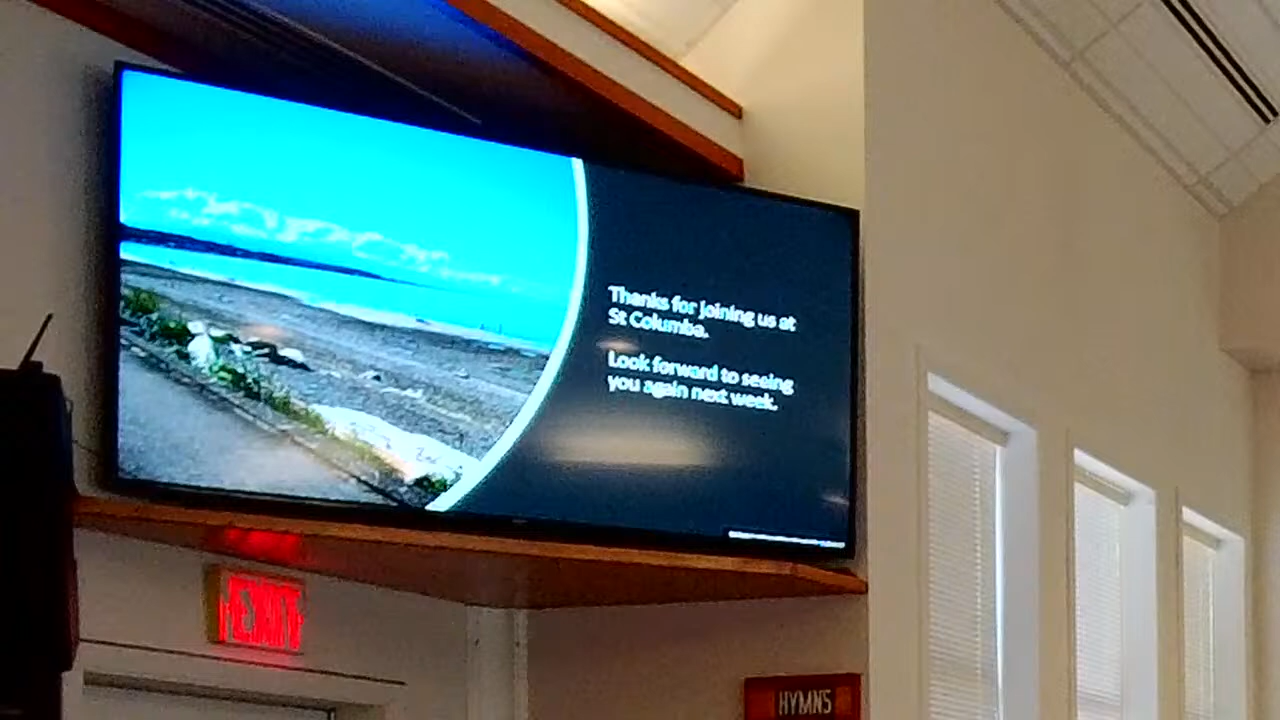 Thanks for joining us at
St Columba.
Look forward to seeing
you again next week.
EXIT
HYMNS